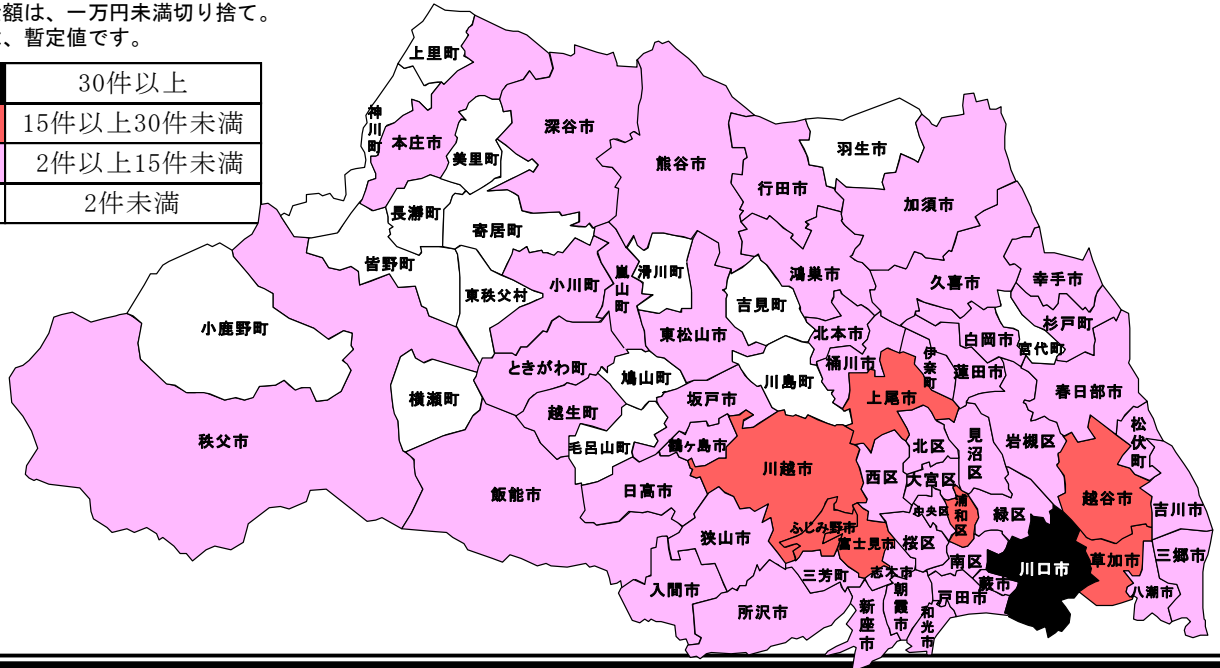 額は、一万円未満切り捨て。
、暫定値です。
30件以上
15件以上30件未満
2件以上15件未満
2件未満
上里町
神川町
本庄市
美里町
深谷市
熊谷市
羽生市
行田市
加須市
長瀞町
寄居町
皆野町
東秩父村
小川町
嵐山町
滑川町
吉見町
鴻巣市
久喜市
幸手市
杉戸町
小鹿野町
東松山市
北本市
白岡市
宮代町
ときがわ町
鳩山町
川島町
桶川市
伊奈町
蓮田市
春日部市
横瀬町
越生町
坂戸市
上尾市
秩父市
毛呂山町
鶴ヶ島市
川越市
北区
見沼区
岩槻区
松伏町
飯能市
日高市
西区
大宮区
越谷市
吉川市
狭山市
ふじみ野市
富士見市
中央区
浦和区
桜区
緑区
入間市
三芳町
志木市
南区
川口市
草加市
三郷市
所沢市
新座市
朝霞市
和光市
戸田市
蕨市
八潮市